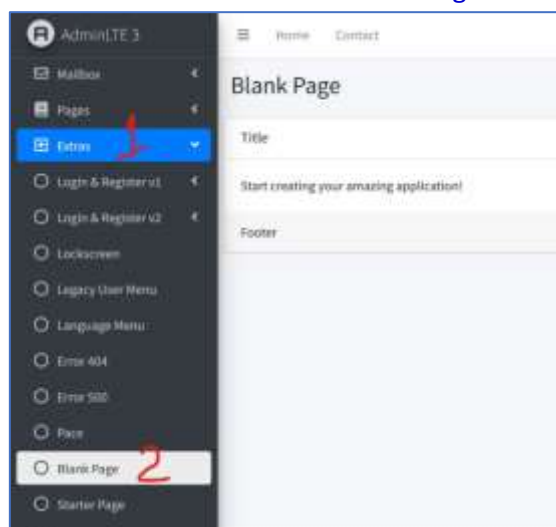 AdminLTE 3
Home Contact
Mailbox
Blank Page
Pages
1
Extras
Title
Login & Register v1
Start creating your amazing application!
Login & Register v2
Footer
Lockscreen
Legacy User Menu
Language Menu
Error 404
Error 500
Pace
Blank Page 2
Starter Page